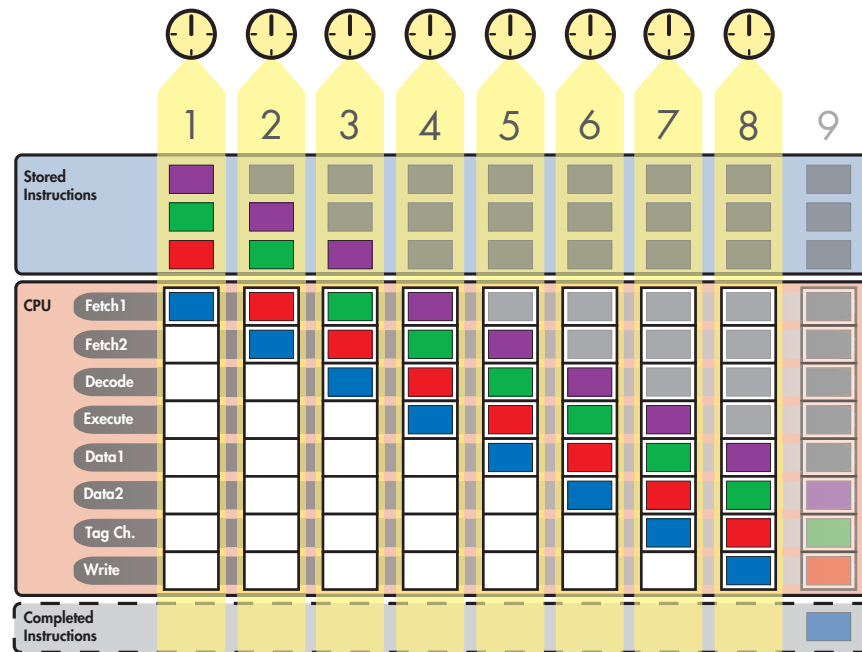 1 2 3 4 5 6 7 8 9
Stored
Instructions
CPU Fetch1
Fetch2
Decode
Execute
Data1
Data2
Tag Ch.
Write
Completed
Instructions